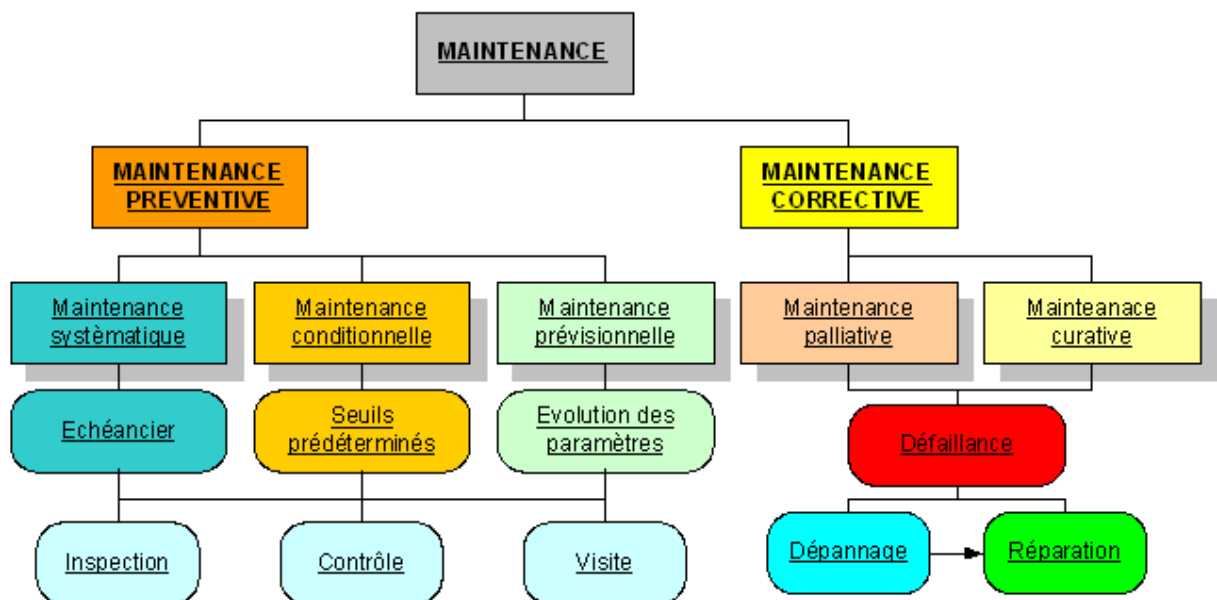 MAINTENANCE
MAINTENANCE
PREVENTIVE
MAINTENANCE
CORRECTIVE
Maintenance
systèmatique
Maintenance
conditionnelle
Maintenance
prévisionnelle
Maintenance
palliative
Mainteanace
curative
Echéancier
Seuils
prédéterminés
Evolution des
paramètres
Défaillance
Inspection
Contrôle
Visite
Dépannage
Réparation